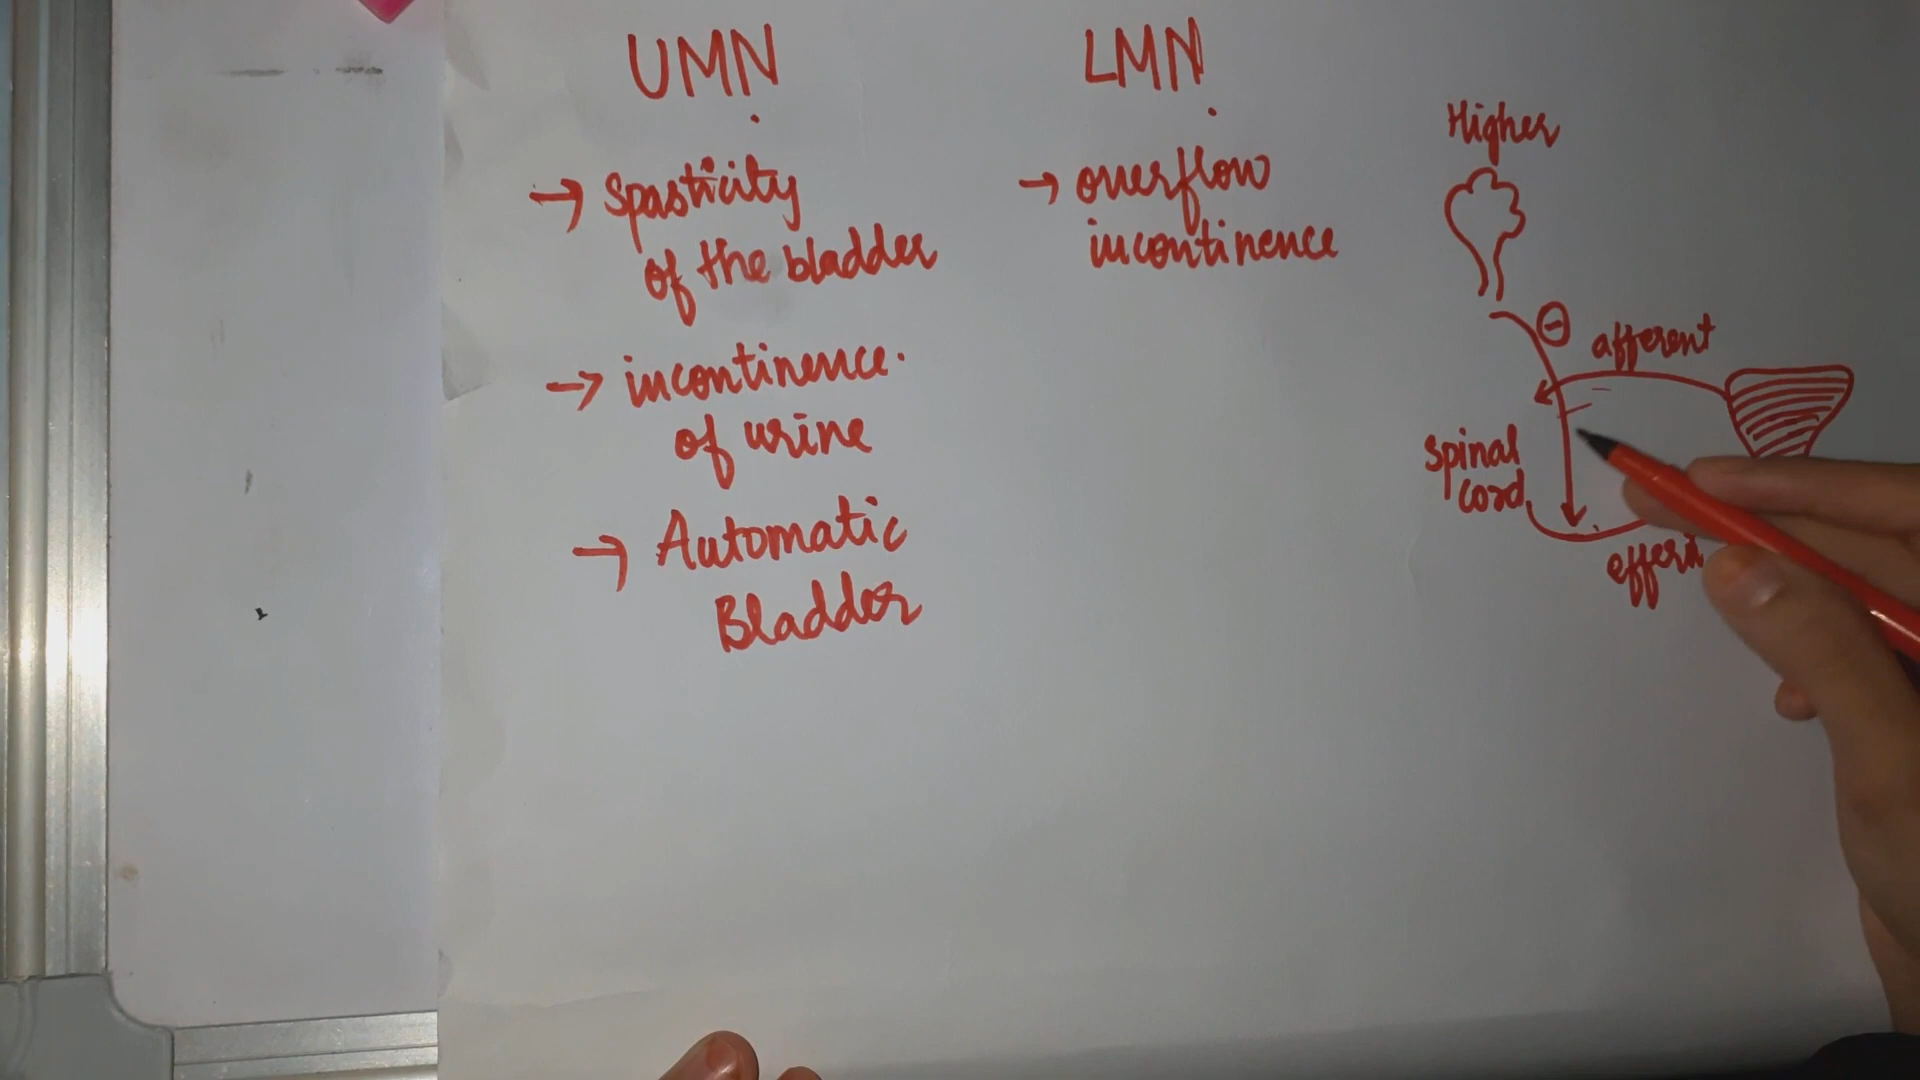 UMN
→ Spasticity
of the bladder
→ incontinence.
of urine
→ Automatic
Bladder
LMN
→ overflow
incontinence
Higher
⊖
afferent
spinal
cord